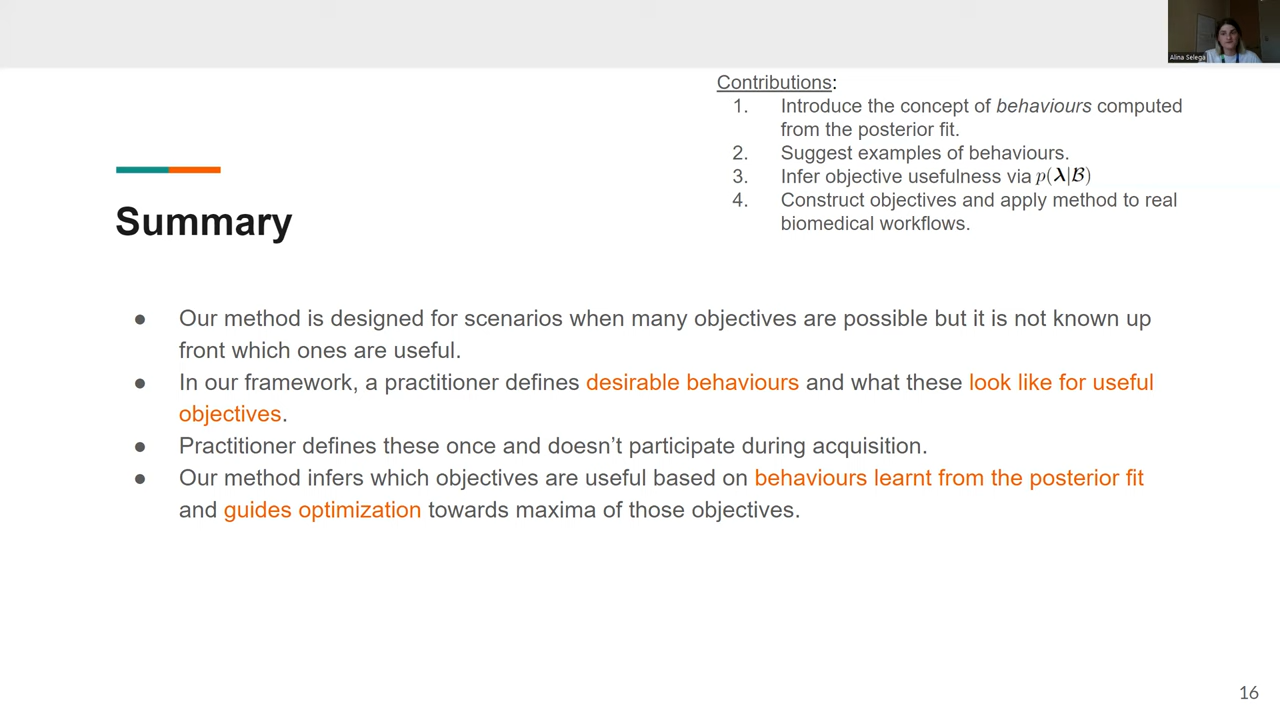 Alina Selega
Contributions:
1. Introduce the concept of behaviours computed
from the posterior fit.
2. Suggest examples of behaviours.
3. Infer objective usefulness via p(λ|B)
4. Construct objectives and apply method to real
biomedical workflows.
Summary
● Our method is designed for scenarios when many objectives are possible but it is not known up
front which ones are useful.
● In our framework, a practitioner defines desirable behaviours and what these look like for useful
objectives.
● Practitioner defines these once and doesn’t participate during acquisition.
● Our method infers which objectives are useful based on behaviours learnt from the posterior fit
and guides optimization towards maxima of those objectives.
16